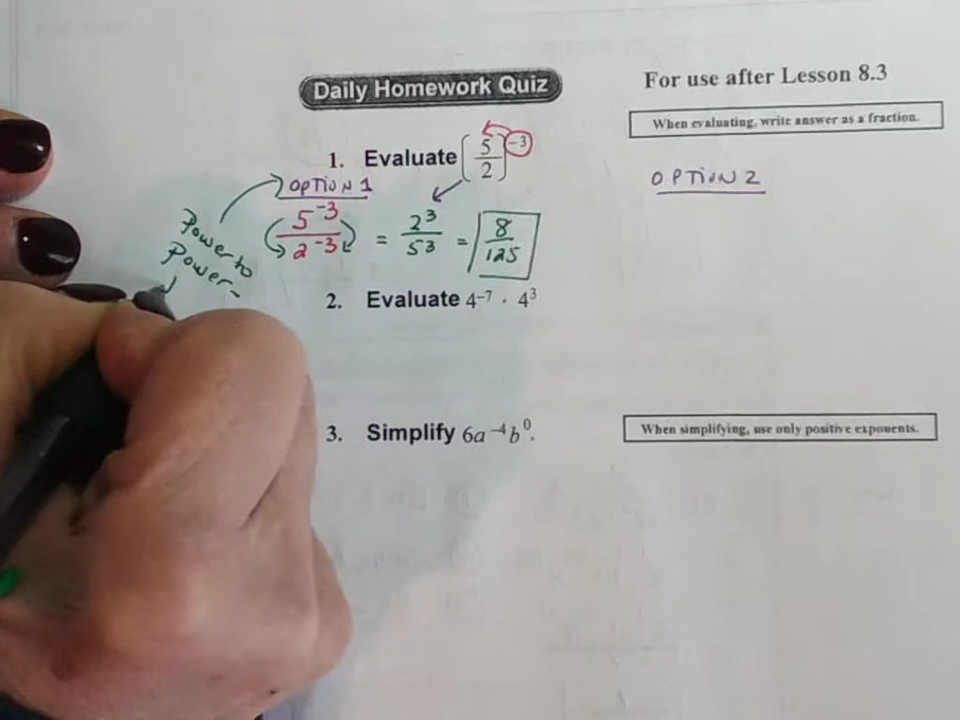 Daily Homework Quiz
For use after Lesson 8.3
When evaluating, write answer as a fraction.
1. Evaluate (5/2)^-3
OPTION 1
OPTION 2
5^-3/2^-3 = 2^3/5^3 = 8/125
Power to
Power-
2. Evaluate 4^-7 · 4^3
3. Simplify 6a^-4b^0.
When simplifying, use only positive exponents.